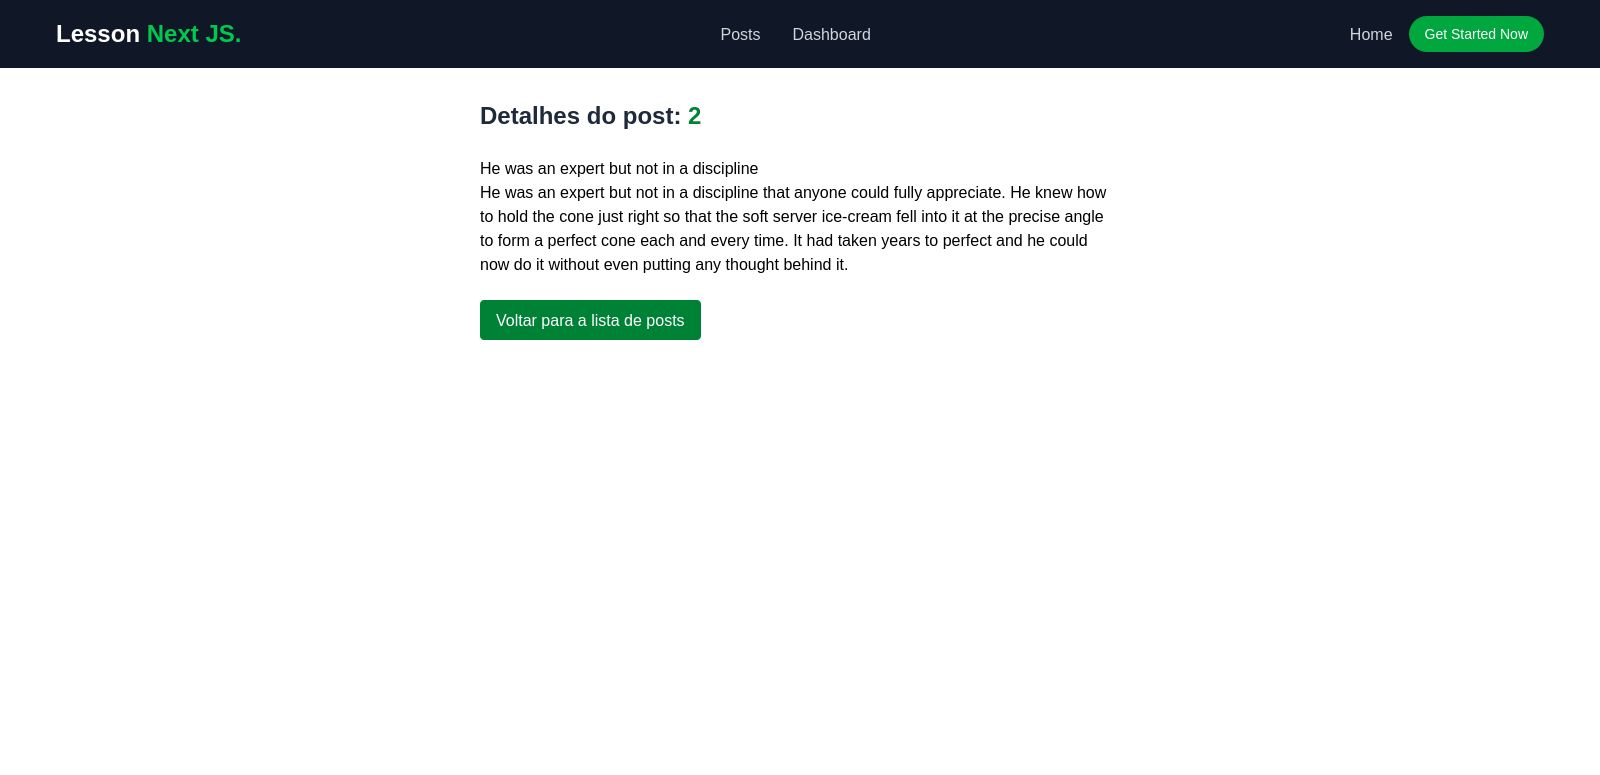 Lesson Next JS.
Posts
Dashboard
Home
Get Started Now
Detalhes do post: 2
He was an expert but not in a discipline
He was an expert but not in a discipline that anyone could fully appreciate. He knew how
to hold the cone just right so that the soft server ice-cream fell into it at the precise angle
to form a perfect cone each and every time. It had taken years to perfect and he could
now do it without even putting any thought behind it.
Voltar para a lista de posts